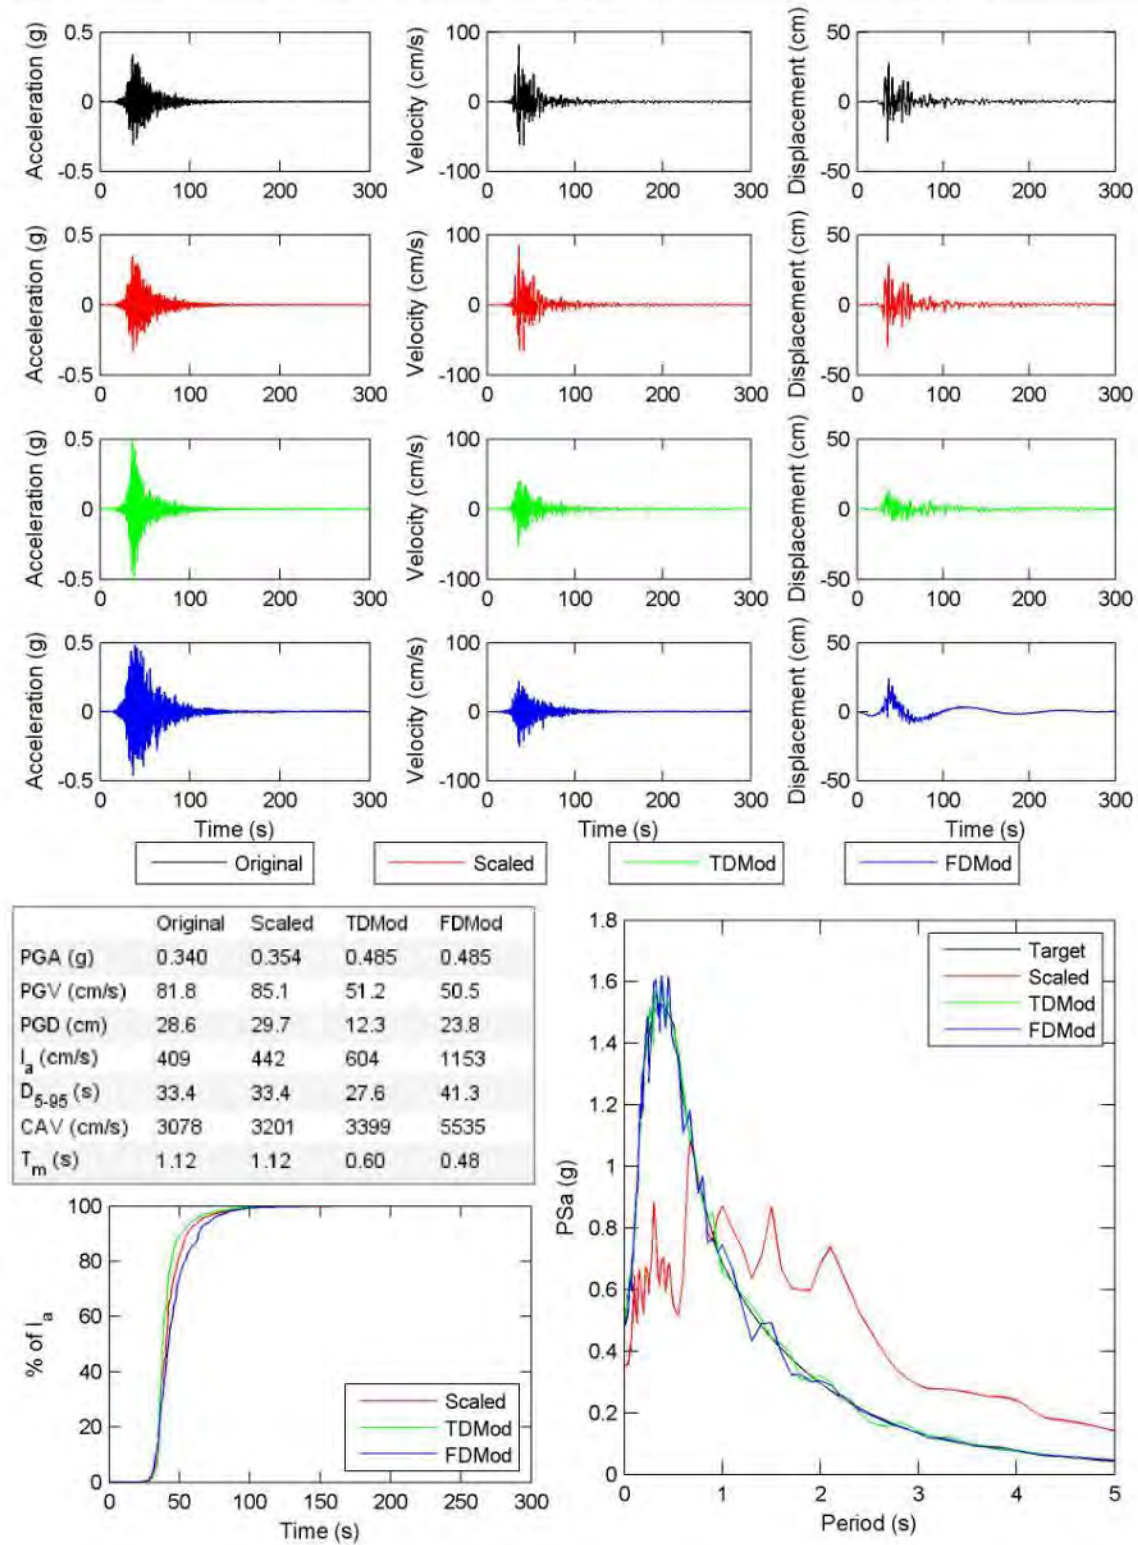 Acceleration (g)
0.5
0
-0.5
0 100 200 300
Velocity (cm/s)
100
0
-100
0 100 200 300
Displacement (cm)
50
0
-50
0 100 200 300
Acceleration (g)
0.5
0
-0.5
0 100 200 300
Velocity (cm/s)
100
0
-100
0 100 200 300
Displacement (cm)
50
0
-50
0 100 200 300
Acceleration (g)
0.5
0
-0.5
0 100 200 300
Velocity (cm/s)
100
0
-100
0 100 200 300
Displacement (cm)
50
0
-50
0 100 200 300
Acceleration (g)
0.5
0
-0.5
0 100 200 300
Time (s)
Velocity (cm/s)
100
0
-100
0 100 200 300
Time (s)
Displacement (cm)
50
0
-50
0 100 200 300
Time (s)
Original
Scaled
TDMod
FDMod
Original Scaled TDMod FDMod
PGA (g) 0.340 0.354 0.485 0.485
PGV (cm/s) 81.8 85.1 51.2 50.5
PGD (cm) 28.6 29.7 12.3 23.8
Ia (cm/s) 409 442 604 1153
D5-95 (s) 33.4 33.4 27.6 41.3
CAV (cm/s) 3078 3201 3399 5535
Tm (s) 1.12 1.12 0.60 0.48
% of Ia
100
80
60
40
20
0
0 50 100 150 200 250 300
Time (s)
Scaled
TDMod
FDMod
PSa (g)
1.8
1.6
1.4
1.2
1
0.8
0.6
0.4
0.2
0
0 1 2 3 4 5
Period (s)
Target
Scaled
TDMod
FDMod